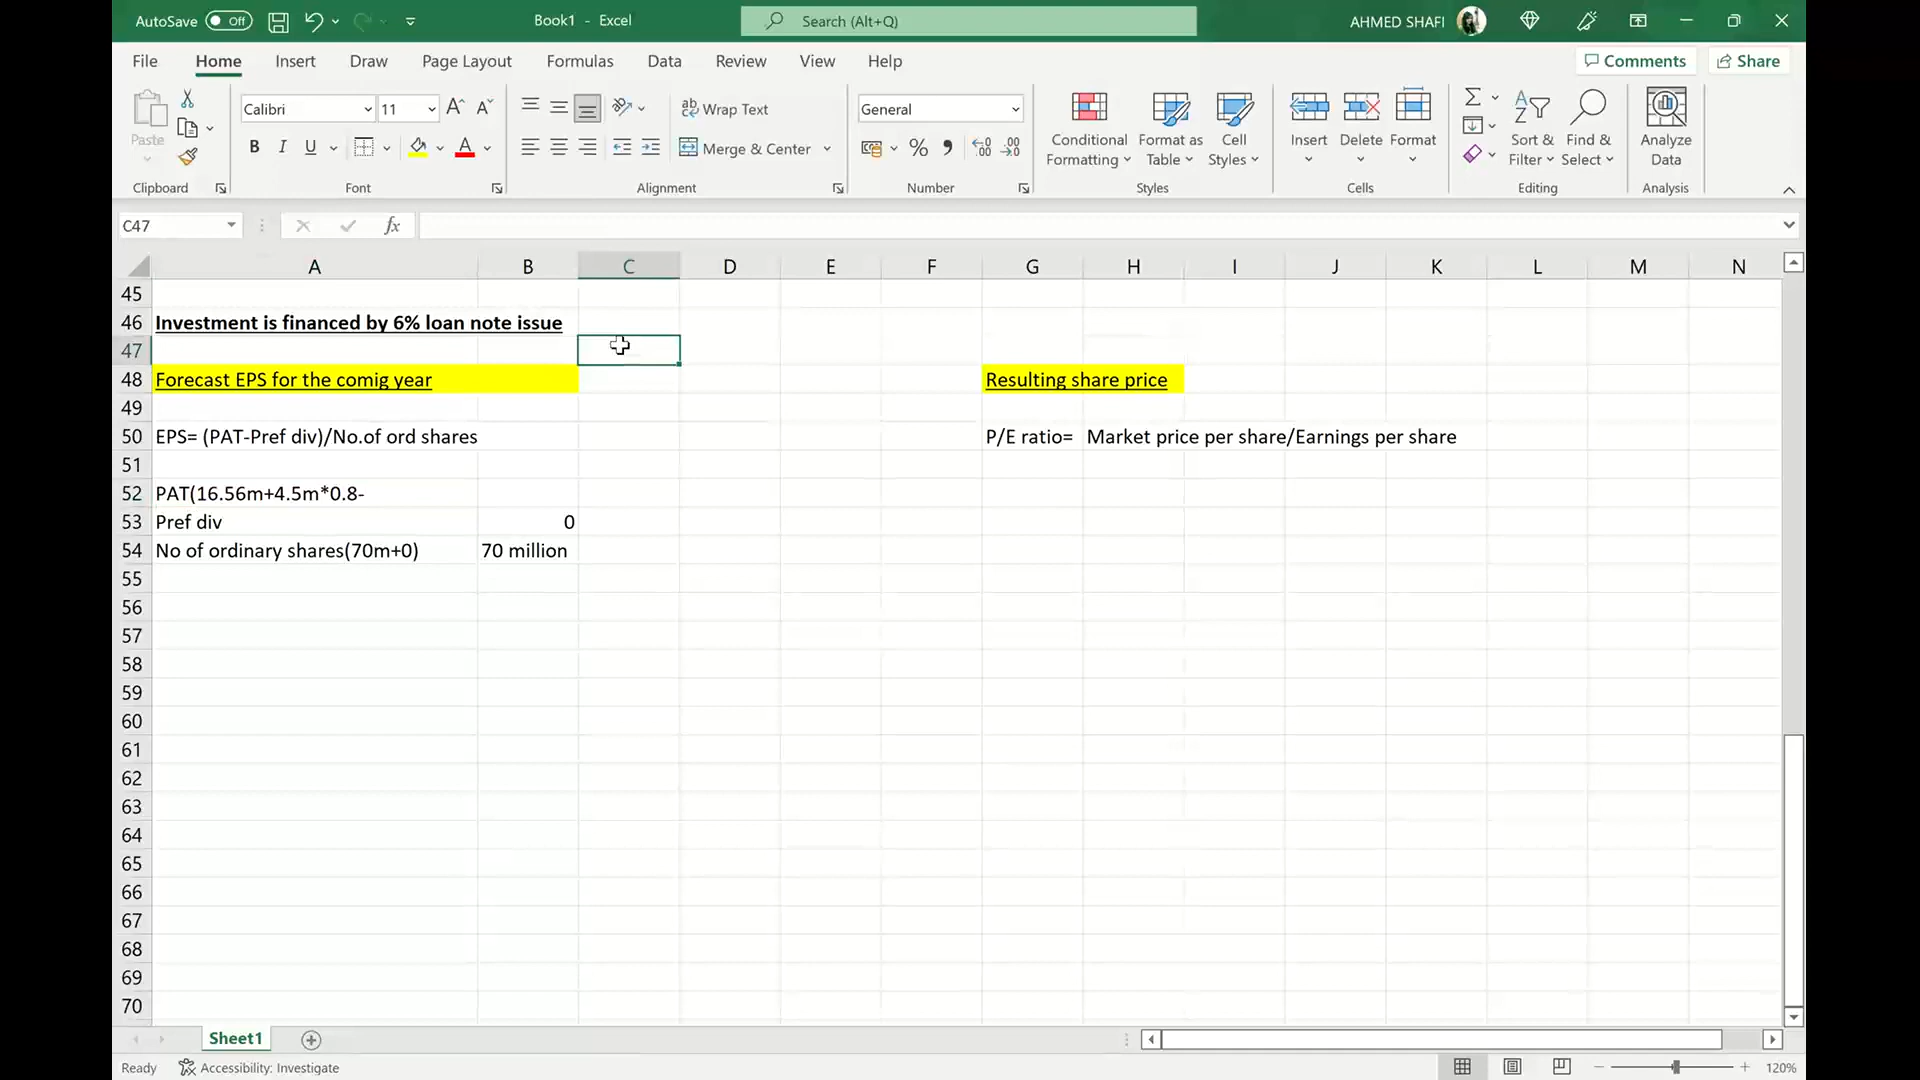 AutoSave Off Book1 - Excel Search (Alt+Q) AHMED SHAFI
File Home Insert Draw Page Layout Formulas Data Review View Help Comments Share
Paste
Calibri 11 A^ Aˇ
ab Wrap Text
General
B I U A
Merge & Center
% 9
Conditional Formatting
Format as Table
Cell Styles
Insert
Delete
Format
Sort & Filter
Find & Select
Analyze Data
Clipboard Font Alignment Number Styles Cells Editing Analysis
C47 fx
A B C D E F G H I J K L M N
45
46 Investment is financed by 6% loan note issue
47
48 Forecast EPS for the comig year Resulting share price
49
50 EPS= (PAT-Pref div)/No.of ord shares P/E ratio= Market price per share/Earnings per share
51
52 PAT(16.56m+4.5m*0.8-
53 Pref div 0
54 No of ordinary shares(70m+0) 70 million
55
56
57
58
59
60
61
62
63
64
65
66
67
68
69
70
Sheet1
Ready Accessibility: Investigate 120%